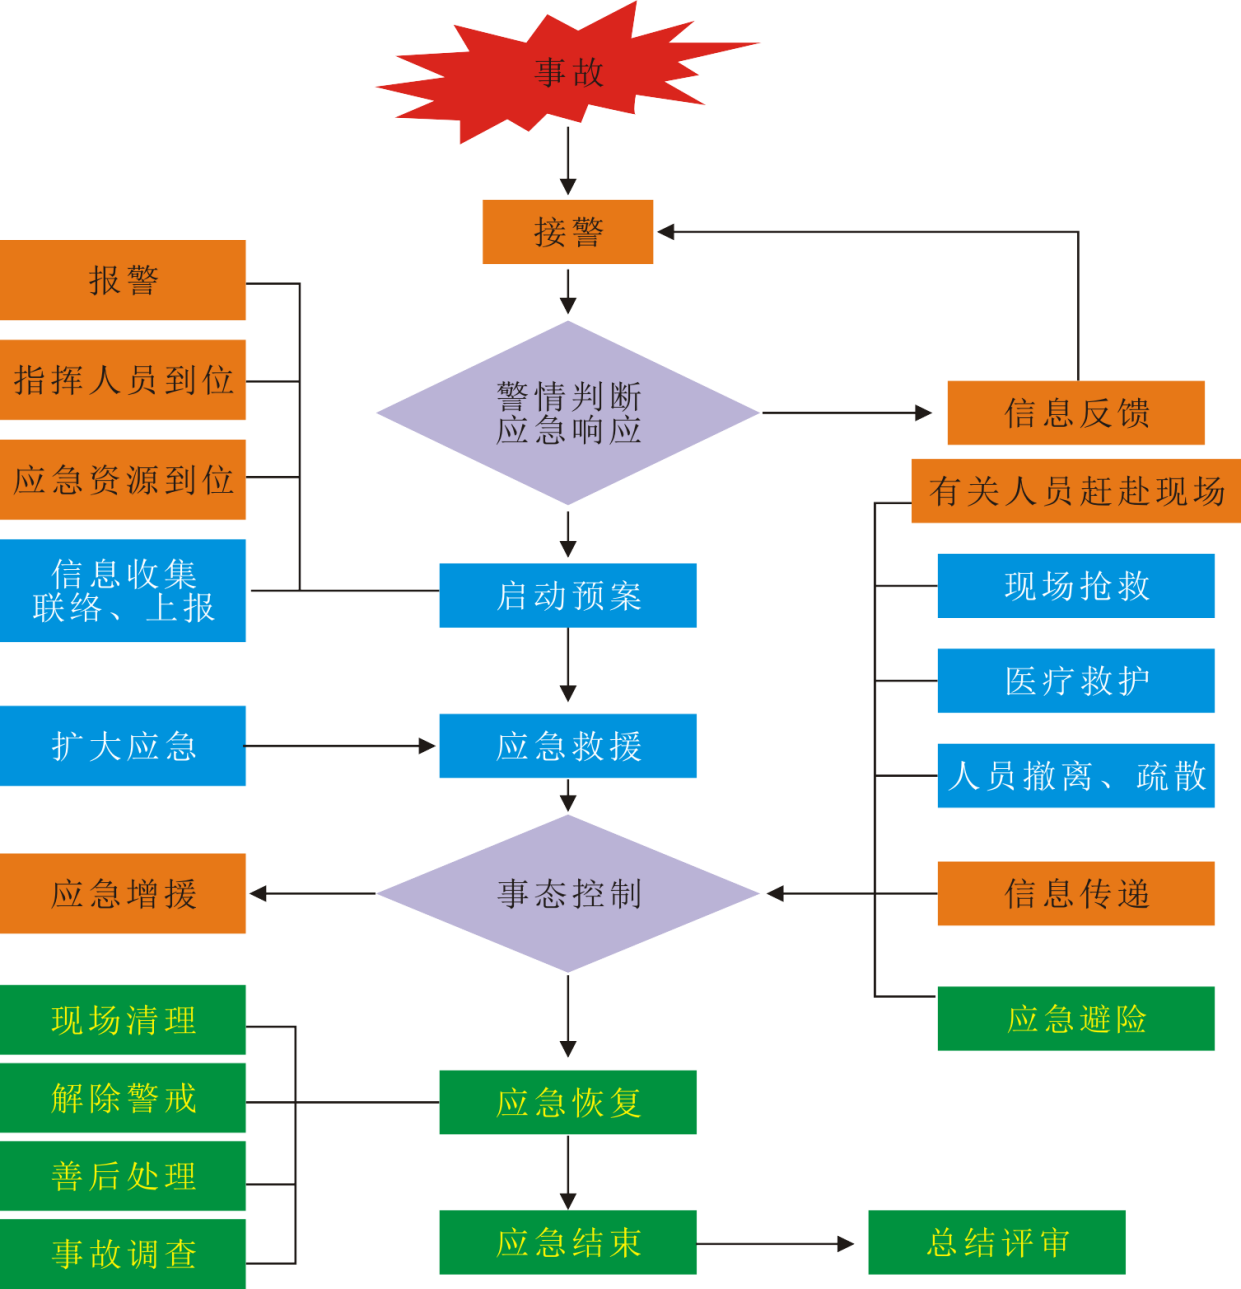 事故
接警
报警
指挥人员到位
应急资源到位
信息收集
联络、上报
警情判断
应急响应
信息反馈
有关人员赶赴现场
启动预案
现场抢救
医疗救护
扩大应急
应急救援
人员撤离、疏散
应急增援
事态控制
信息传递
现场清理
应急避险
解除警戒
应急恢复
善后处理
事故调查
应急结束
总结评审